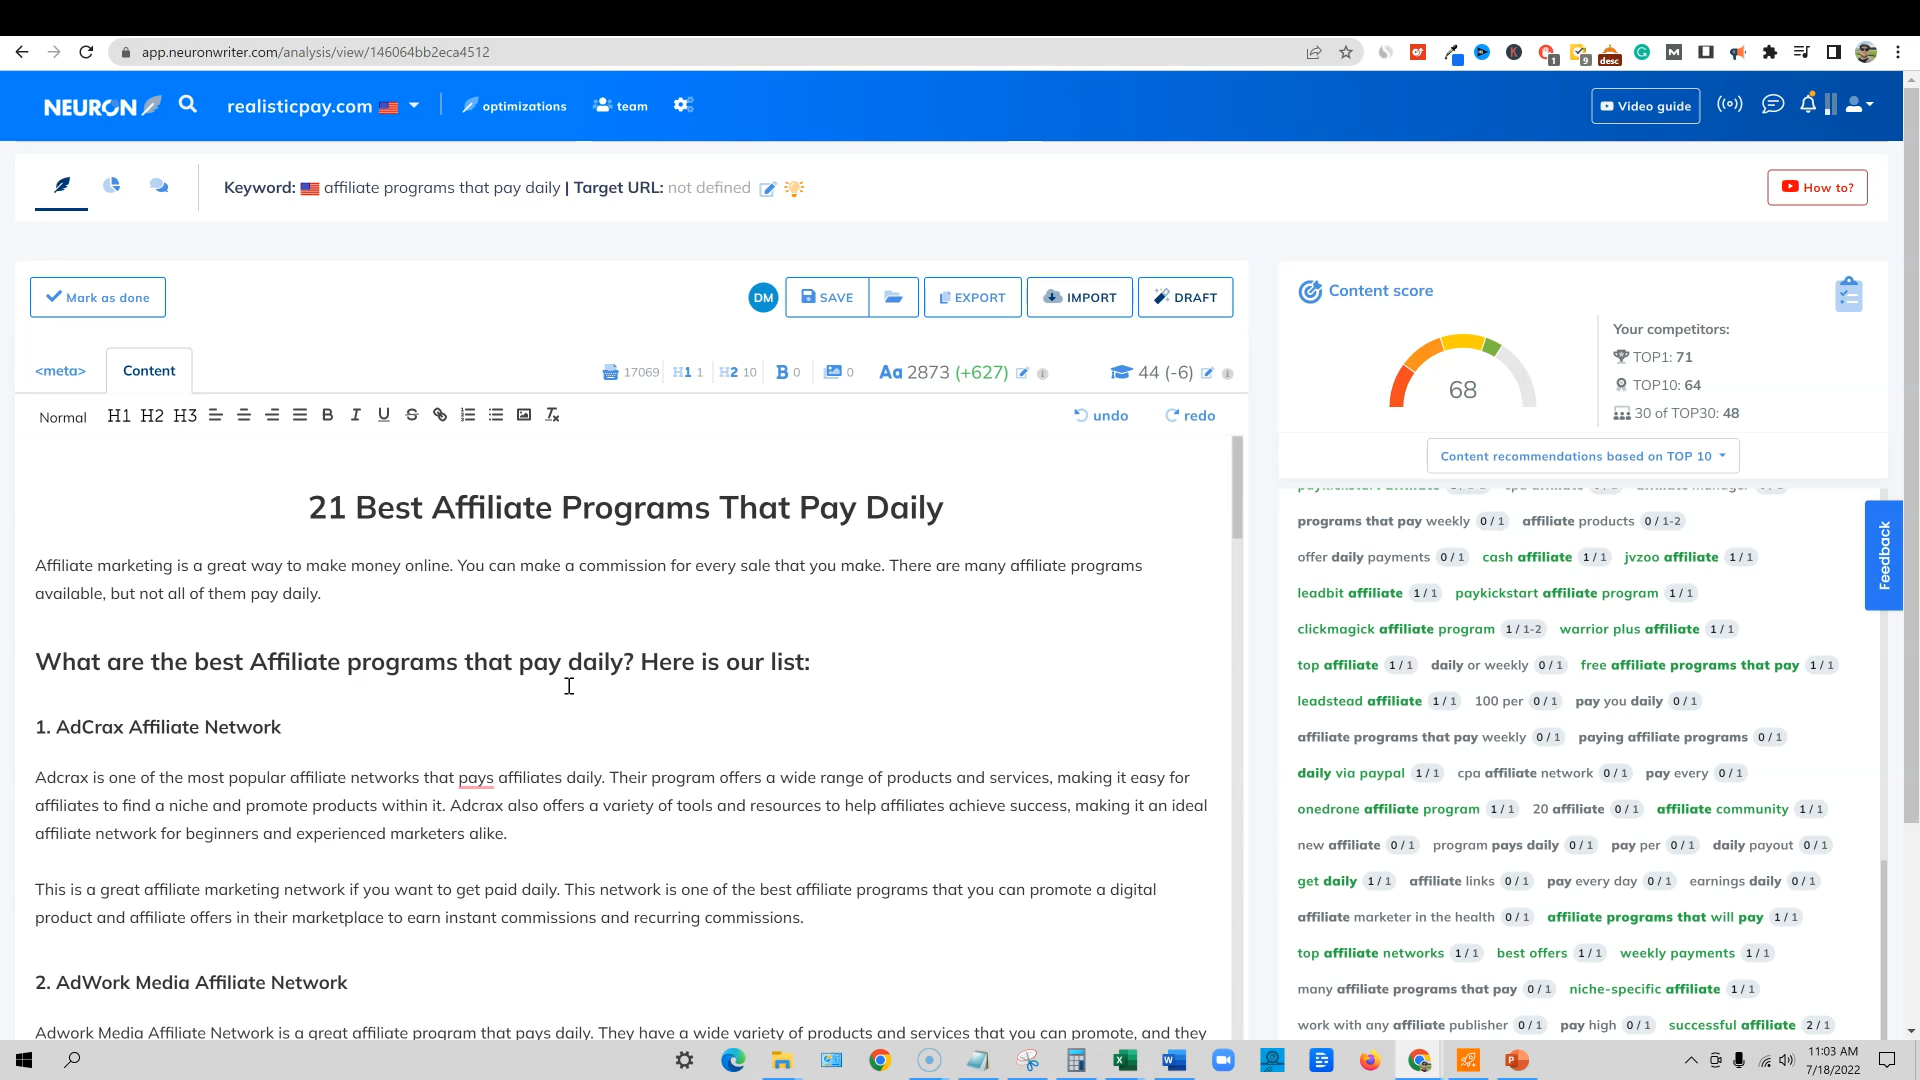 app.neuronwriter.com/analysis/view/146064bb2eca4512
1
9
desc
NEURON
realisticpay.com
optimizations
team
Video guide
Keyword: affiliate programs that pay daily | Target URL: not defined
How to?
Mark as done
DM
SAVE
EXPORT
IMPORT
DRAFT
<meta>
Content
17069
H1 1
H2 10
B 0
0
Aa 2873 (+627)
44 (-6)
Normal
H1 H2 H3
undo
redo
21 Best Affiliate Programs That Pay Daily
Affiliate marketing is a great way to make money online. You can make a commission for every sale that you make. There are many affiliate programs
available, but not all of them pay daily.
What are the best Affiliate programs that pay daily? Here is our list:
1. AdCrax Affiliate Network
Adcrax is one of the most popular affiliate networks that pays affiliates daily. Their program offers a wide range of products and services, making it easy for
affiliates to find a niche and promote products within it. Adcrax also offers a variety of tools and resources to help affiliates achieve success, making it an ideal
affiliate network for beginners and experienced marketers alike.
This is a great affiliate marketing network if you want to get paid daily. This network is one of the best affiliate programs that you can promote a digital
product and affiliate offers in their marketplace to earn instant commissions and recurring commissions.
2. AdWork Media Affiliate Network
Adwork Media Affiliate Network is a great affiliate program that pays daily. They have a wide variety of products and services that you can promote, and they
Content score
68
Your competitors:
TOP1: 71
TOP10: 64
30 of TOP30: 48
Content recommendations based on TOP 10
programs that pay weekly 0 / 1 affiliate products 0 / 1-2
offer daily payments 0 / 1 cash affiliate 1 / 1 jvzoo affiliate 1 / 1
leadbit affiliate 1 / 1 paykickstart affiliate program 1 / 1
clickmagick affiliate program 1 / 1-2 warrior plus affiliate 1 / 1
top affiliate 1 / 1 daily or weekly 0 / 1 free affiliate programs that pay 1 / 1
leadstead affiliate 1 / 1 100 per 0 / 1 pay you daily 0 / 1
affiliate programs that pay weekly 0 / 1 paying affiliate programs 0 / 1
daily via paypal 1 / 1 cpa affiliate network 0 / 1 pay every 0 / 1
onedrone affiliate program 1 / 1 20 affiliate 0 / 1 affiliate community 1 / 1
new affiliate 0 / 1 program pays daily 0 / 1 pay per 0 / 1 daily payout 0 / 1
get daily 1 / 1 affiliate links 0 / 1 pay every day 0 / 1 earnings daily 0 / 1
affiliate marketer in the health 0 / 1 affiliate programs that will pay 1 / 1
top affiliate networks 1 / 1 best offers 1 / 1 weekly payments 1 / 1
many affiliate programs that pay 0 / 1 niche-specific affiliate 1 / 1
work with any affiliate publisher 0 / 1 pay high 0 / 1 successful affiliate 2 / 1
Feedback
11:03 AM
7/18/2022